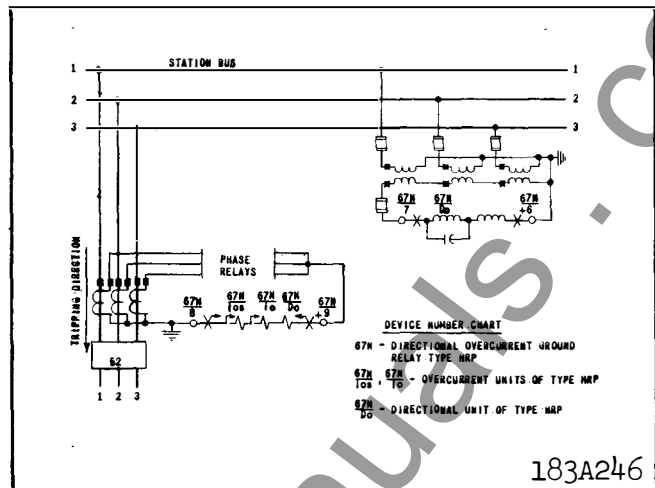 STATION BUS
1 1
2 2
3 3
67N 67N 67N
7 Do +6
PHASE
RELAYS
TRIPPING DIRECTION
67N 67N 67N 67N 67N
8 Ios Io Do +9
52
1 2 3
DEVICE NUMBER CHART
67N - DIRECTIONAL OVERCURRENT GROUND
RELAY TYPE HRP
67N , 67N - OVERCURRENT UNITS OF TYPE HRP
Ios Io
67N - DIRECTIONAL UNIT OF TYPE HRP
Do
183A246